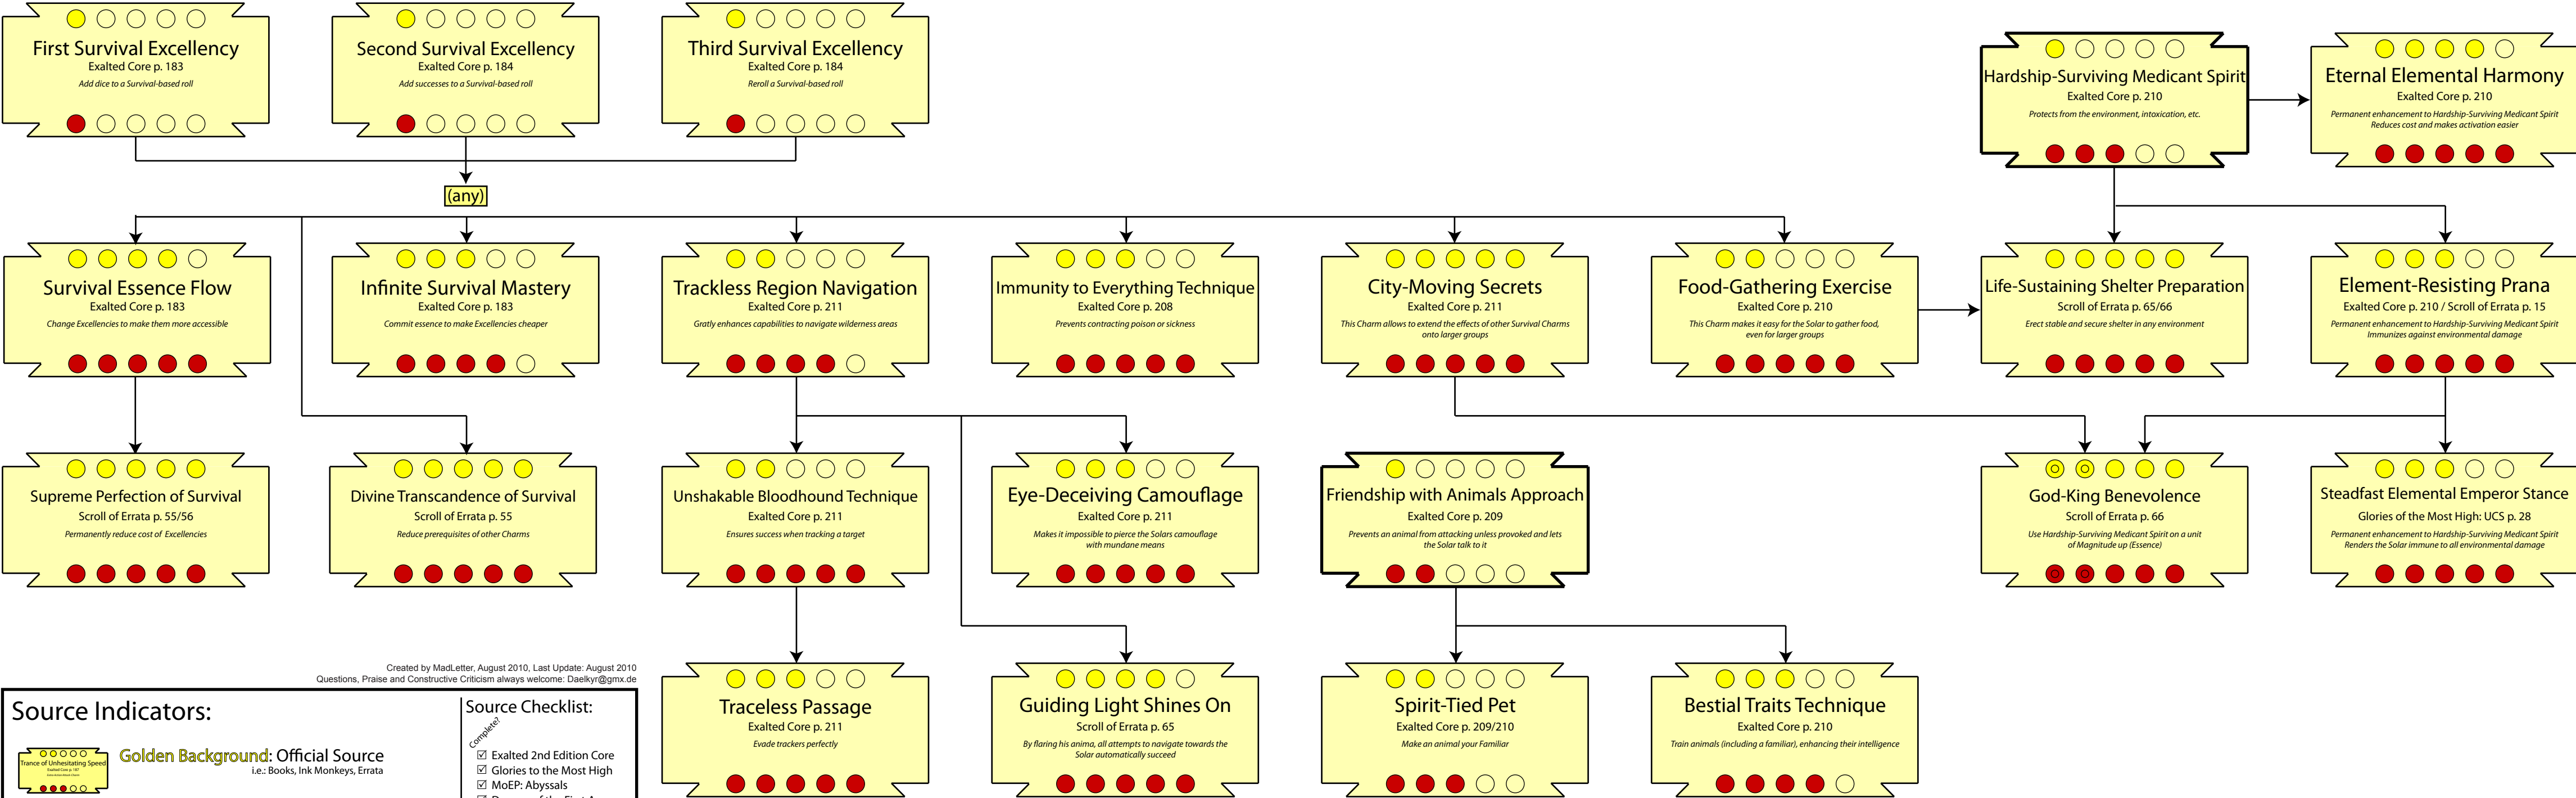 First Survival Excellency
Exalted Core p. 183
Add dice to a Survival-based roll
Second Survival Excellency
Exalted Core p. 184
Add successes to a Survival-based roll
Third Survival Excellency
Exalted Core p. 184
Reroll a Survival-based roll
Hardship-Surviving Medicant Spirit
Exalted Core p. 210
Protects from the environment, intoxication, etc.
Eternal Elemental Harmony
Exalted Core p. 210
Permanent enhancement to Hardship-Surviving Medicant Spirit
Reduces cost and makes activation easier
(any)
Survival Essence Flow
Exalted Core p. 183
Change Excellencies to make them more accessible
Infinite Survival Mastery
Exalted Core p. 183
Commit essence to make Excellencies cheaper
Trackless Region Navigation
Exalted Core p. 211
Gratly enhances capabilities to navigate wilderness areas
Immunity to Everything Technique
Exalted Core p. 208
Prevents contracting poison or sickness
City-Moving Secrets
Exalted Core p. 211
This Charm allows to extend the effects of other Survival Charms
onto larger groups
Food-Gathering Exercise
Exalted Core p. 210
This Charm makes it easy for the Solar to gather food,
even for larger groups
Life-Sustaining Shelter Preparation
Scroll of Errata p. 65/66
Erect stable and secure shelter in any environment
Element-Resisting Prana
Exalted Core p. 210 / Scroll of Errata p. 15
Permanent enhancement to Hardship-Surviving Medicant Spirit
Immunizes against environmental damage
Supreme Perfection of Survival
Scroll of Errata p. 55/56
Permanently reduce cost of Excellencies
Divine Transcandence of Survival
Scroll of Errata p. 55
Reduce prerequisites of other Charms
Unshakable Bloodhound Technique
Exalted Core p. 211
Ensures success when tracking a target
Eye-Deceiving Camouflage
Exalted Core p. 211
Makes it impossible to pierce the Solars camouflage
with mundane means
Friendship with Animals Approach
Exalted Core p. 209
Prevents an animal from attacking unless provoked and lets
the Solar talk to it
God-King Benevolence
Scroll of Errata p. 66
Use Hardship-Surviving Medicant Spirit on a unit
of Magnitude up (Essence)
Steadfast Elemental Emperor Stance
Glories of the Most High: UCS p. 28
Permanent enhancement to Hardship-Surviving Medicant Spirit
Renders the Solar immune to all environmental damage
Traceless Passage
Exalted Core p. 211
Evade trackers perfectly
Guiding Light Shines On
Scroll of Errata p. 65
By flaring his anima, all attempts to navigate towards the
Solar automatically succeed
Spirit-Tied Pet
Exalted Core p. 209/210
Make an animal your Familiar
Bestial Traits Technique
Exalted Core p. 210
Train animals (including a familiar), enhancing their intelligence
Created by MadLetter, August 2010, Last Update: August 2010
Questions, Praise and Constructive Criticism always welcome: Daelkyr@gmx.de
Source Indicators:
Trance of Unhesitating Speed
Exalted Core p. 187
Golden Background: Official Source
i.e.: Books, Ink Monkeys, Errata
Source Checklist:
Complete?
Exalted 2nd Edition Core
Glories to the Most High
MoEP: Abyssals